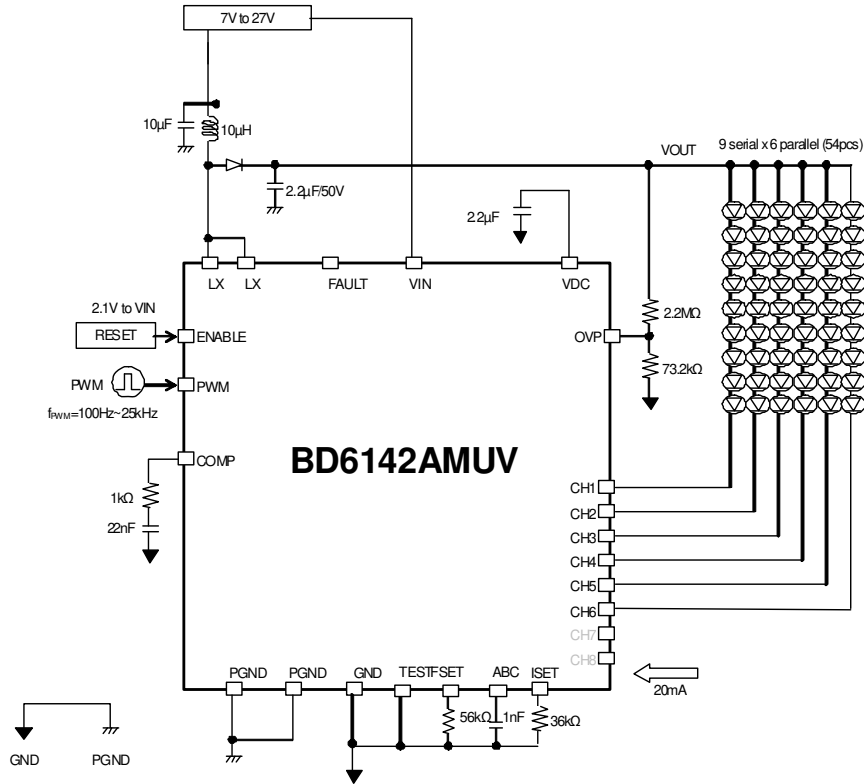 7V to 27V
10µF
10µH
2.2µF/50V
VOUT
9 serial x 6 parallel (54pcs)
2.2µF
LX
LX
FAULT
VIN
VDC
2.1V to VIN
RESET
ENABLE
OVP
2.2MΩ
73.2kΩ
PWM
PWM
fPWM=100Hz~25kHz
COMP
BD6142AMUV
1kΩ
22nF
CH1
CH2
CH3
CH4
CH5
CH6
CH7
CH8
20mA
PGND
PGND
GND
TEST
FSET
ABC
ISET
56kΩ
1nF
36kΩ
GND
PGND